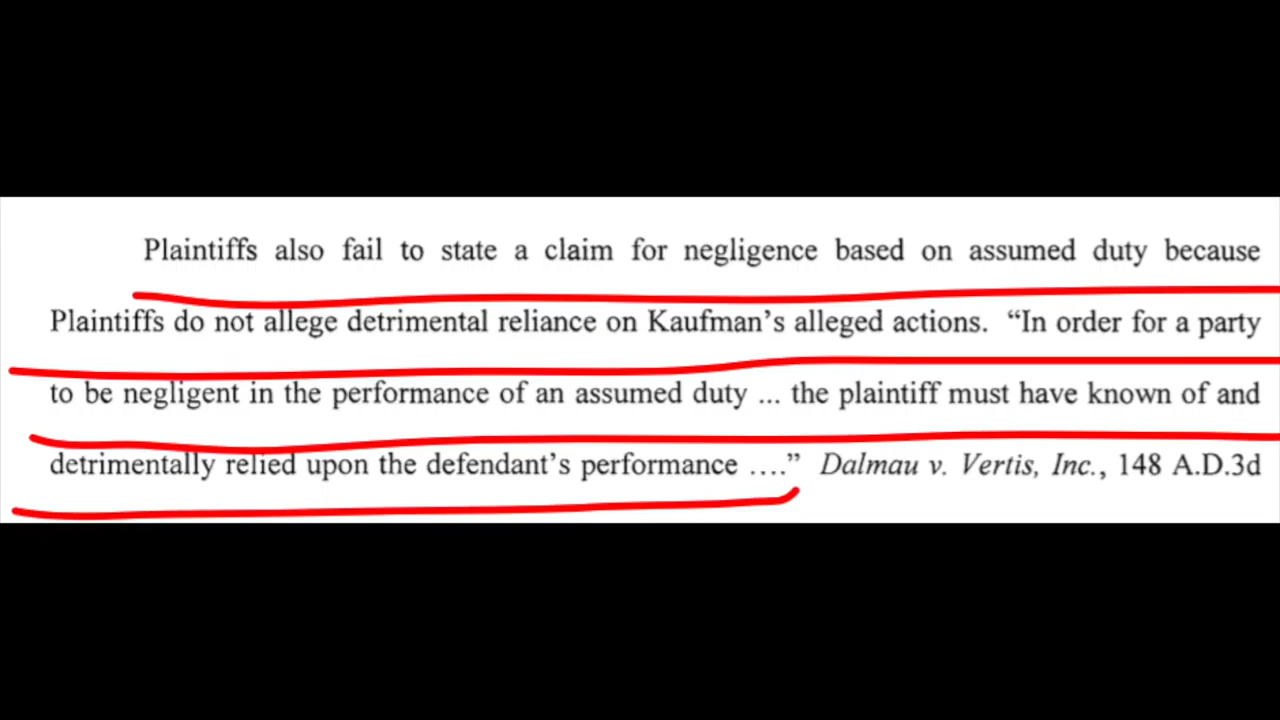 Plaintiffs also fail to state a claim for negligence based on assumed duty because
Plaintiffs do not allege detrimental reliance on Kaufman’s alleged actions. “In order for a party
to be negligent in the performance of an assumed duty ... the plaintiff must have known of and
detrimentally relied upon the defendant’s performance ….” Dalmau v. Vertis, Inc., 148 A.D.3d